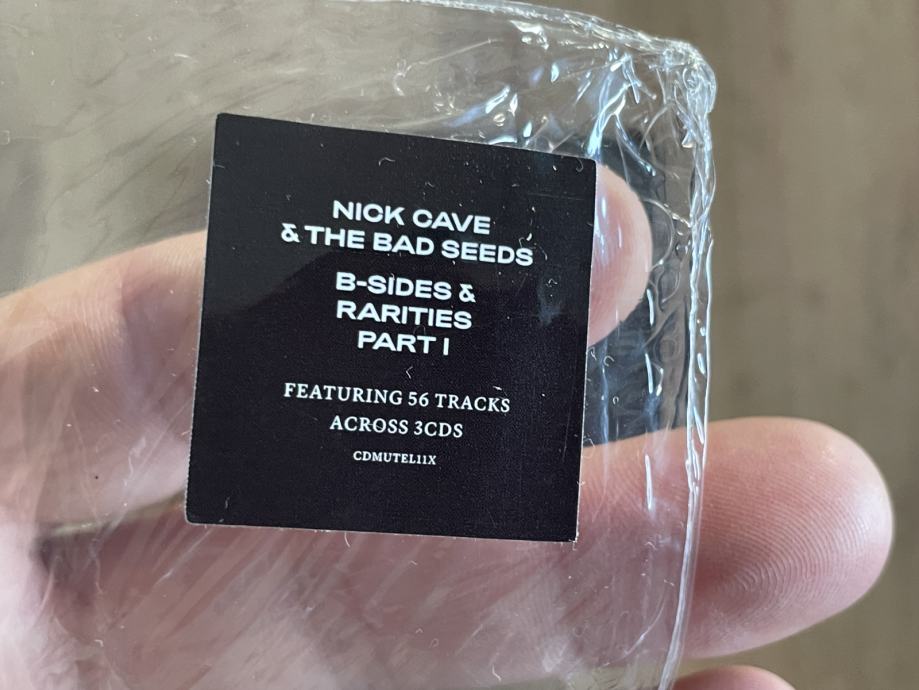 NICK CAVE
& THE BAD SEEDS
B-SIDES &
RARITIES
PART I
FEATURING 56 TRACKS
ACROSS 3CDS
CDMUTEL11X